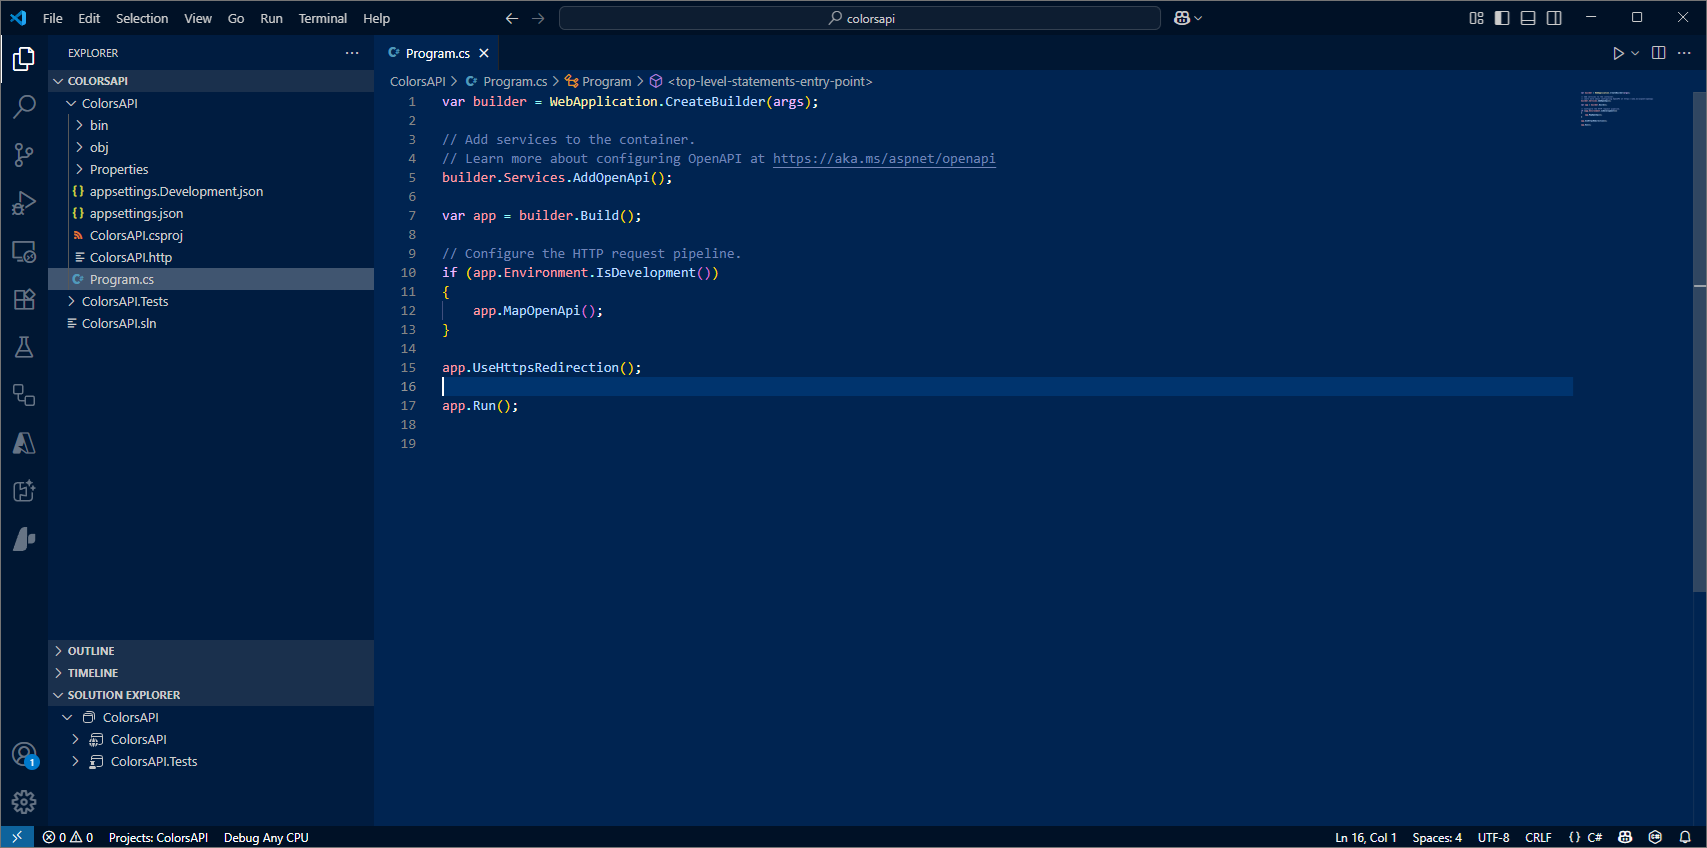 File Edit Selection View Go Run Terminal Help
colorsapi
EXPLORER
COLORSAPI
ColorsAPI
bin
obj
Properties
{} appsettings.Development.json
{} appsettings.json
ColorsAPI.csproj
ColorsAPI.http
C# Program.cs
ColorsAPI.Tests
ColorsAPI.sln
OUTLINE
TIMELINE
SOLUTION EXPLORER
ColorsAPI
ColorsAPI
ColorsAPI.Tests
1
C# Program.cs
ColorsAPI > C# Program.cs > Program > <top-level-statements-entry-point>
1 var builder = WebApplication.CreateBuilder(args);
2
3 // Add services to the container.
4 // Learn more about configuring OpenAPI at https://aka.ms/aspnet/openapi
5 builder.Services.AddOpenApi();
6
7 var app = builder.Build();
8
9 // Configure the HTTP request pipeline.
10 if (app.Environment.IsDevelopment())
11 {
12     app.MapOpenApi();
13 }
14
15 app.UseHttpsRedirection();
16
17 app.Run();
18
19
0 0 Projects: ColorsAPI Debug Any CPU
Ln 16, Col 1 Spaces: 4 UTF-8 CRLF {} C#